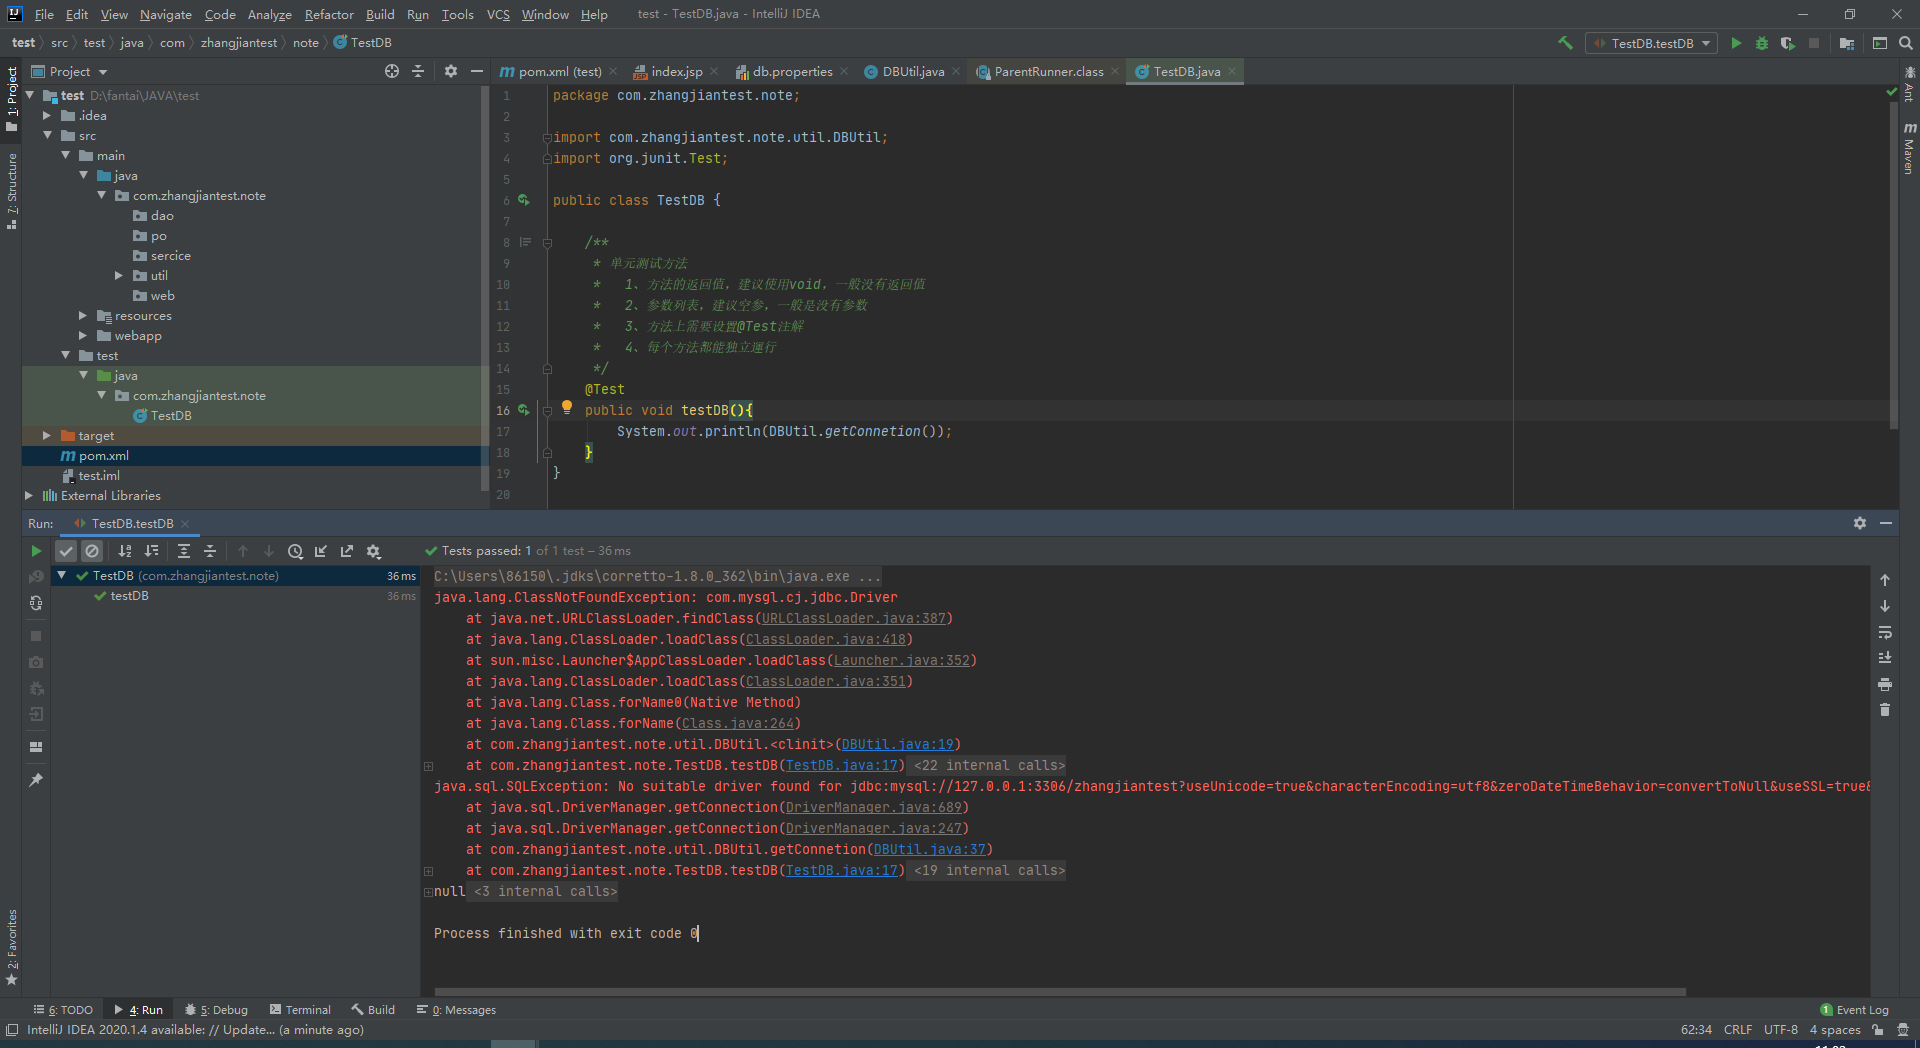 File Edit View Navigate Code Analyze Refactor Build Run Tools VCS Window Help test - TestDB.java - IntelliJ IDEA
test src test java com zhangjiantest note TestDB TestDB.testDB
Project
pom.xml (test) index.jsp db.properties DBUtil.java ParentRunner.class TestDB.java
1: Project
7: Structure
2: Favorites
Ant
Maven
test D:\fantai\JAVA\test
.idea
src
main
java
com.zhangjiantest.note
dao
po
sercice
util
web
resources
webapp
test
java
com.zhangjiantest.note
TestDB
target
pom.xml
test.iml
External Libraries
1 package com.zhangjiantest.note;
2
3 import com.zhangjiantest.note.util.DBUtil;
4 import org.junit.Test;
5
6 public class TestDB {
7
8 /**
9 * 单元测试方法
10 * 1、方法的返回值，建议使用void，一般没有返回值
11 * 2、参数列表，建议空参，一般是没有参数
12 * 3、方法上需要设置@Test注解
13 * 4、每个方法都能独立运行
14 */
15 @Test
16 public void testDB(){
17 System.out.println(DBUtil.getConnetion());
18 }
19 }
20
Run: TestDB.testDB
Tests passed: 1 of 1 test – 36 ms
TestDB (com.zhangjiantest.note) 36 ms
testDB 36 ms
C:\Users\86150\.jdks\corretto-1.8.0_362\bin\java.exe ...
java.lang.ClassNotFoundException: com.mysgl.cj.jdbc.Driver
at java.net.URLClassLoader.findClass(URLClassLoader.java:387)
at java.lang.ClassLoader.loadClass(ClassLoader.java:418)
at sun.misc.Launcher$AppClassLoader.loadClass(Launcher.java:352)
at java.lang.ClassLoader.loadClass(ClassLoader.java:351)
at java.lang.Class.forName0(Native Method)
at java.lang.Class.forName(Class.java:264)
at com.zhangjiantest.note.util.DBUtil.<clinit>(DBUtil.java:19)
at com.zhangjiantest.note.TestDB.testDB(TestDB.java:17) <22 internal calls>
java.sql.SQLException: No suitable driver found for jdbc:mysql://127.0.0.1:3306/zhangjiantest?useUnicode=true&characterEncoding=utf8&zeroDateTimeBehavior=convertToNull&useSSL=true&
at java.sql.DriverManager.getConnection(DriverManager.java:689)
at java.sql.DriverManager.getConnection(DriverManager.java:247)
at com.zhangjiantest.note.util.DBUtil.getConnetion(DBUtil.java:37)
at com.zhangjiantest.note.TestDB.testDB(TestDB.java:17) <19 internal calls>
null <3 internal calls>
Process finished with exit code 0
6: TODO 4: Run 5: Debug Terminal Build 0: Messages 1 Event Log
IntelliJ IDEA 2020.1.4 available: // Update... (a minute ago) 62:34 CRLF UTF-8 4 spaces